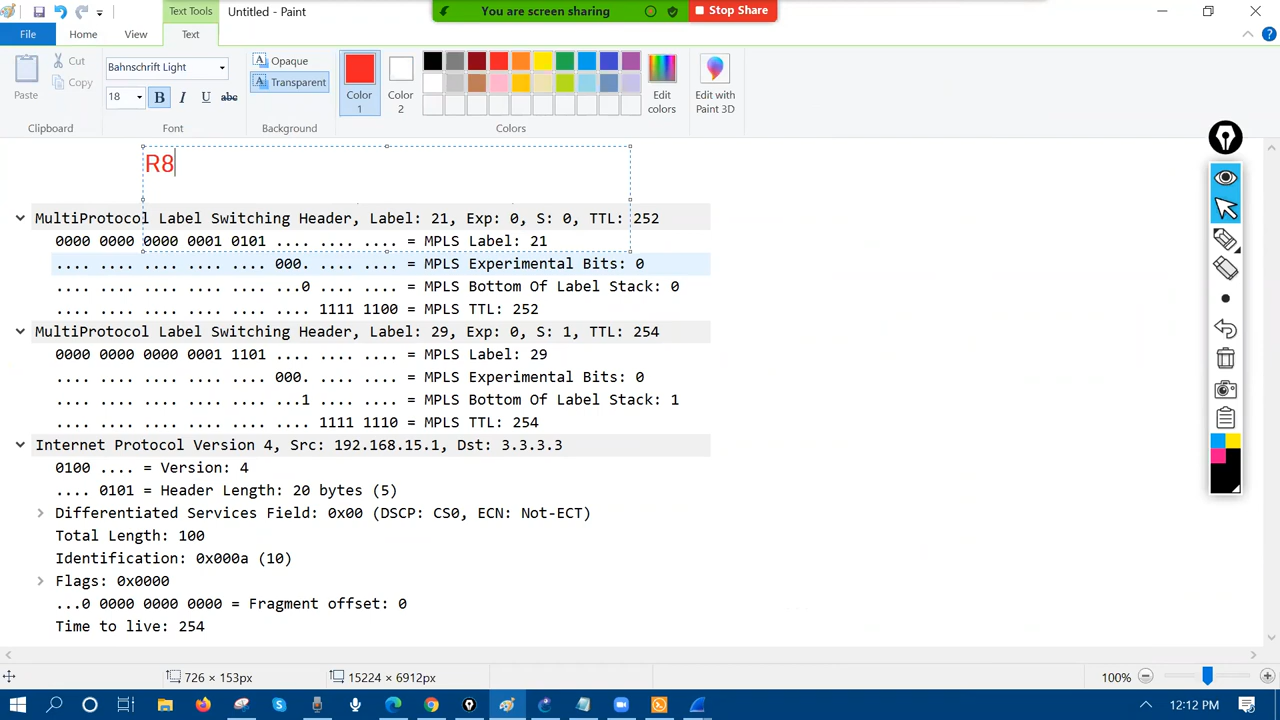 Text Tools
Untitled - Paint
You are screen sharing
Stop Share
File
Home
View
Text
Paste
Cut
Copy
Clipboard
Bahnschrift Light
18
B
I
U
abc
Font
Opaque
Transparent
Background
Color
1
Color
2
Edit
colors
Edit with
Paint 3D
Colors
R8
MultiProtocol Label Switching Header, Label: 21, Exp: 0, S: 0, TTL: 252
0000 0000 0000 0001 0101 .... .... .... = MPLS Label: 21
.... .... .... .... .... 000. .... .... = MPLS Experimental Bits: 0
.... .... .... .... .... ...0 .... .... = MPLS Bottom Of Label Stack: 0
1111 1100 = MPLS TTL: 252
MultiProtocol Label Switching Header, Label: 29, Exp: 0, S: 1, TTL: 254
0000 0000 0000 0001 1101 .... .... .... = MPLS Label: 29
.... .... .... .... .... 000. .... .... = MPLS Experimental Bits: 0
.... .... .... .... .... ...1 .... .... = MPLS Bottom Of Label Stack: 1
.... .... .... .... .... .... 1111 1110 = MPLS TTL: 254
Internet Protocol Version 4, Src: 192.168.15.1, Dst: 3.3.3.3
0100 .... = Version: 4
.... 0101 = Header Length: 20 bytes (5)
Differentiated Services Field: 0x00 (DSCP: CS0, ECN: Not-ECT)
Total Length: 100
Identification: 0x000a (10)
Flags: 0x0000
...0 0000 0000 0000 = Fragment offset: 0
Time to live: 254
726 × 153px
15224 × 6912px
100%
12:12 PM